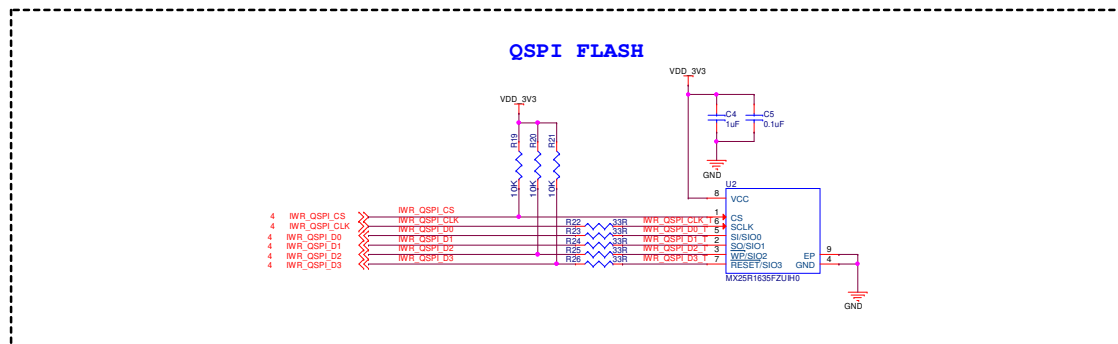 QSPI FLASH
VDD_3V3
VDD_3V3
C4
1uF
C5
0.1uF
GND
R19
R20
R21
10K
10K
10K
U2
4 IWR_QSPI_CS IWR_QSPI_CS 1 CS
4 IWR_QSPI_CLK IWR_QSPI_CLK R22 33R IWR_QSPI_CLK_T 6 SCLK
4 IWR_QSPI_D0 IWR_QSPI_D0 R23 33R IWR_QSPI_D0_T 5 SI/SIO0
4 IWR_QSPI_D1 IWR_QSPI_D1 R24 33R IWR_QSPI_D1_T 2 SO/SIO1
4 IWR_QSPI_D2 IWR_QSPI_D2 R25 33R IWR_QSPI_D2_T 3 WP/SIO2
4 IWR_QSPI_D3 IWR_QSPI_D3 R26 33R IWR_QSPI_D3_T 7 RESET/SIO3
8 VCC
EP 9
GND 4
MX25R1635FZUIH0
GND